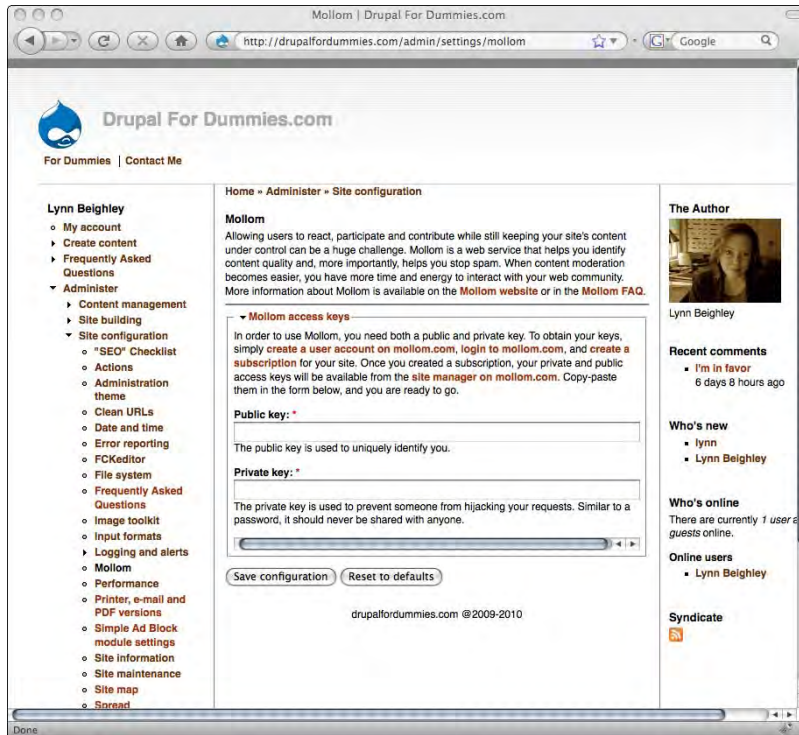 Mollom | Drupal For Dummies.com
http://drupalfordummies.com/admin/settings/mollom
Google
Drupal For Dummies.com
For Dummies | Contact Me
Lynn Beighley
My account
Create content
Frequently Asked
Questions
Administer
Content management
Site building
Site configuration
"SEO" Checklist
Actions
Administration
theme
Clean URLs
Date and time
Error reporting
FCKeditor
File system
Frequently Asked
Questions
Image toolkit
Input formats
Logging and alerts
Mollom
Performance
Printer, e-mail and
PDF versions
Simple Ad Block
module settings
Site information
Site maintenance
Site map
Spread
Home » Administer » Site configuration
Mollom
Allowing users to react, participate and contribute while still keeping your site's content
under control can be a huge challenge. Mollom is a web service that helps you identify
content quality and, more importantly, helps you stop spam. When content moderation
becomes easier, you have more time and energy to interact with your web community.
More information about Mollom is available on the Mollom website or in the Mollom FAQ.
Mollom access keys
In order to use Mollom, you need both a public and private key. To obtain your keys,
simply create a user account on mollom.com, login to mollom.com, and create a
subscription for your site. Once you created a subscription, your private and public
access keys will be available from the site manager on mollom.com. Copy-paste
them in the form below, and you are ready to go.
Public key: *
The public key is used to uniquely identify you.
Private key: *
The private key is used to prevent someone from hijacking your requests. Similar to a
password, it should never be shared with anyone.
Save configuration
Reset to defaults
drupalfordummies.com @2009-2010
The Author
Lynn Beighley
Recent comments
I'm in favor
6 days 8 hours ago
Who's new
lynn
Lynn Beighley
Who's online
There are currently 1 user
guests online.
Online users
Lynn Beighley
Syndicate
Done